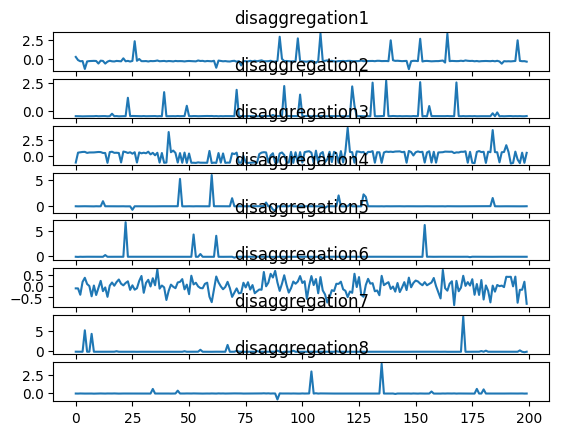 disaggregation1
2.5
0.0
disaggregation2
2.5
0.0
disaggregation3
2.5
0.0
disaggregation4
5
0
disaggregation5
5
0
disaggregation6
0.5
0.0
−0.5
disaggregation7
5
0
disaggregation8
2.5
0.0
0 25 50 75 100 125 150 175 200